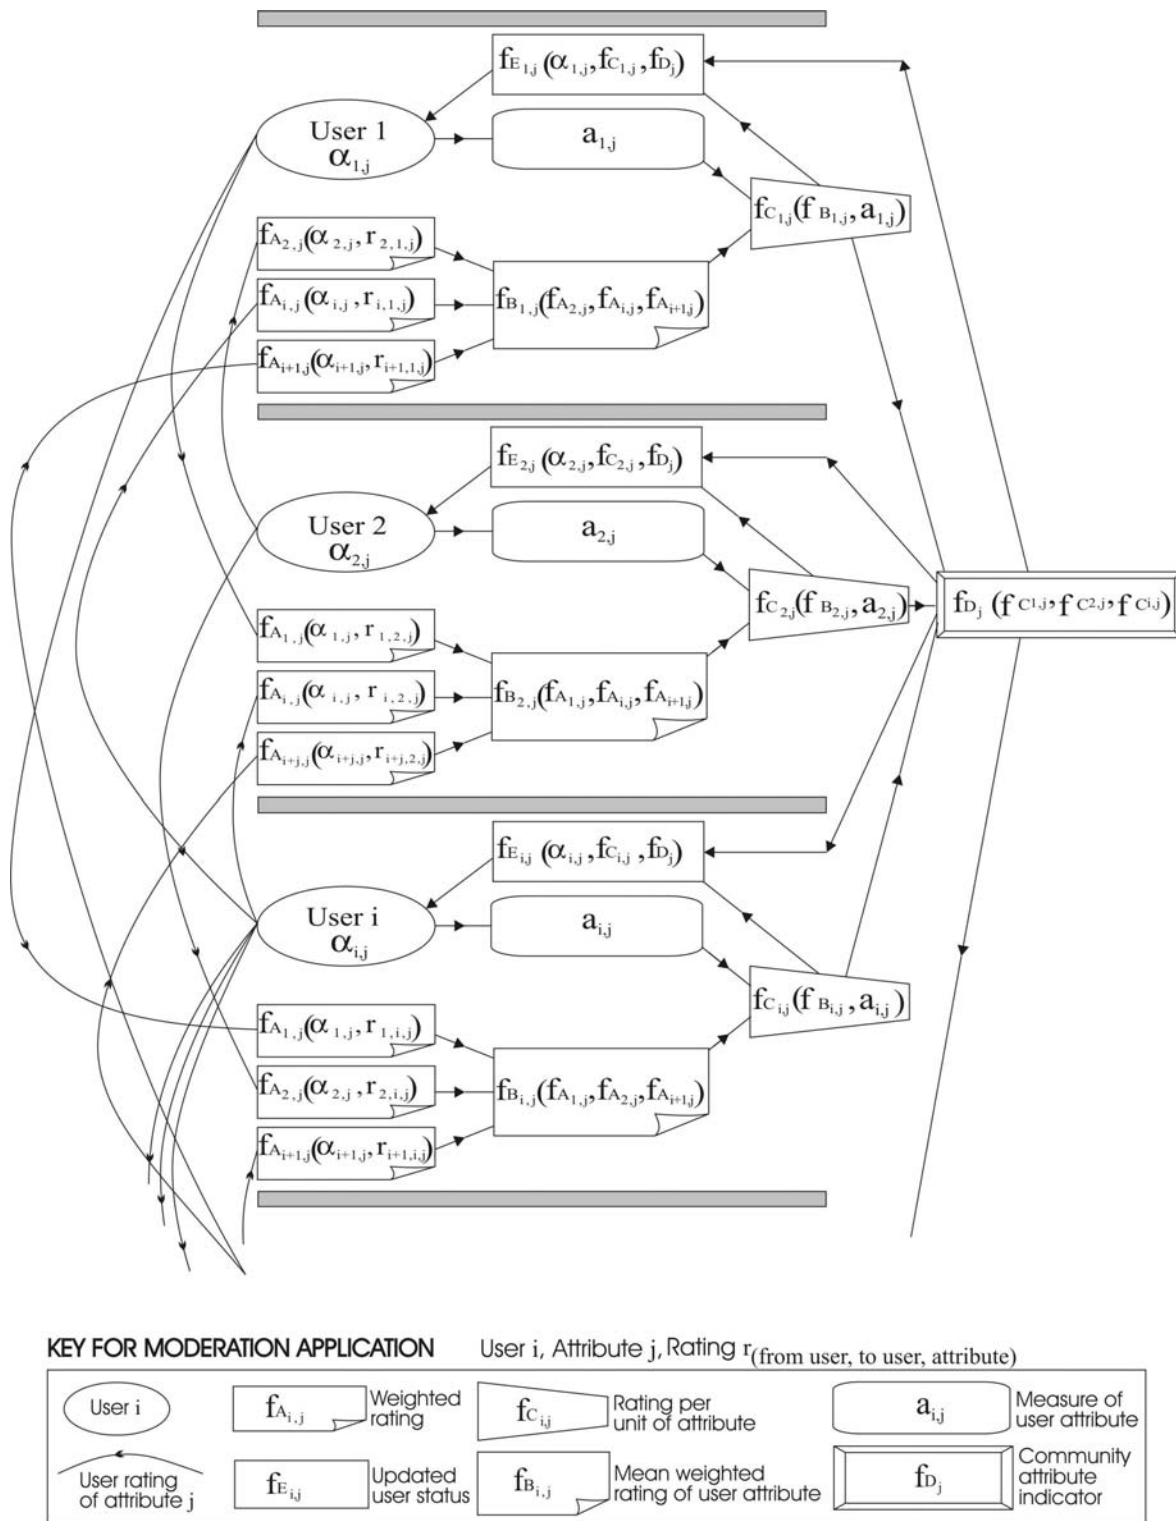 fE1,j (α1,j, fC1,j, fDj)
User 1
α1,j
a1,j
fC1,j(fB1,j, a1,j)
fA2,j(α2,j, r2,1,j)
fAi,j(αi,j, ri,1,j)
fB1,j(fA2,j, fAi,j, fAi+1,j)
fAi+1,j(αi+1,j, ri+1,1,j)
fE2,j (α2,j, fC2,j, fDj)
User 2
α2,j
a2,j
fC2,j(fB2,j, a2,j)
fDj (fC1,j, fC2,j, fCi,j)
fA1,j(α1,j, r1,2,j)
fAi,j(αi,j, ri,2,j)
fB2,j(fA1,j, fAi,j, fAi+1,j)
fAi+j,j(αi+j,j, ri+j,2,j)
fEi,j (αi,j, fCi,j, fDj)
User i
αi,j
ai,j
fCi,j(fBi,j, ai,j)
fA1,j(α1,j, r1,i,j)
fA2,j(α2,j, r2,i,j)
fBi,j(fA1,j, fA2,j, fAi+1,j)
fAi+1,j(αi+1,j, ri+1,i,j)
KEY FOR MODERATION APPLICATION User i, Attribute j, Rating r(from user, to user, attribute)
User i
fAi,j
Weighted
rating
fCi,j
Rating per
unit of attribute
ai,j
Measure of
user attribute
User rating
of attribute j
fEi,j
Updated
user status
fBi,j
Mean weighted
rating of user attribute
fDj
Community
attribute
indicator